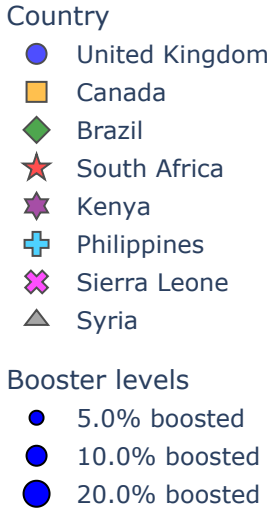 Country
United Kingdom
Canada
Brazil
South Africa
Kenya
Philippines
Sierra Leone
Syria
Booster levels
5.0% boosted
10.0% boosted
20.0% boosted